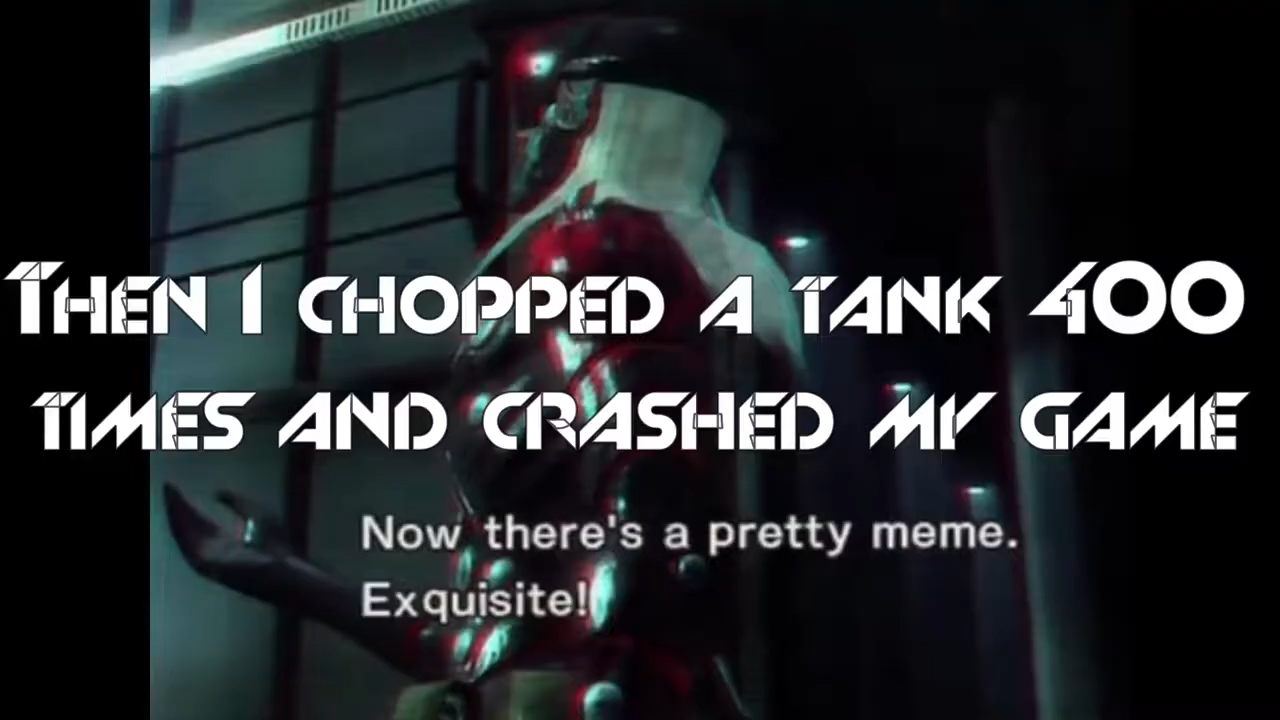 Then I chopped a tank 400
times and crashed my game
Now there's a pretty meme.
Exquisite!